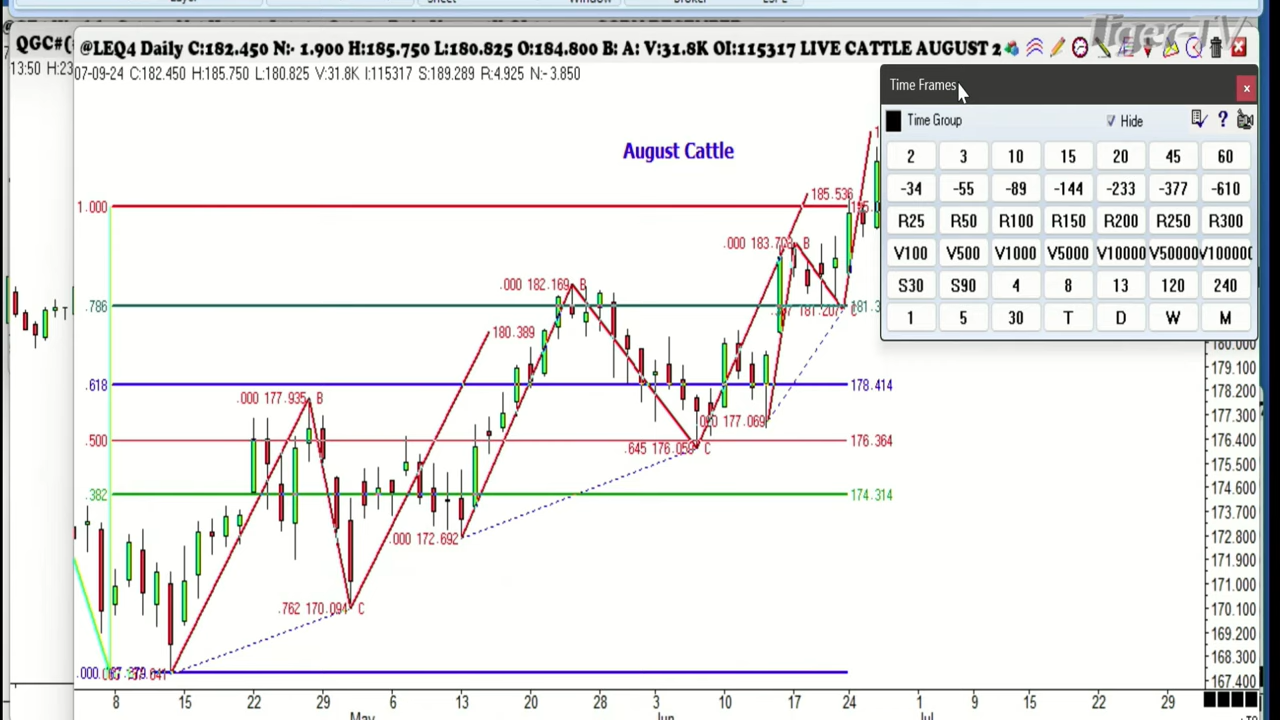 Tiger-TV
QGC#(
@LEQ4 Daily C:182.450 N:- 1.900 H:185.750 L:180.825 O:184.800 B: A: V:31.8K OI:115317 LIVE CATTLE AUGUST 2
13:50 H:23
07-09-24 C:182.450 H:185.750 L:180.825 V:31.8K I:115317 S:189.289 R:4.925 N:-3.850
Time Frames
Time Group
Hide
2 3 10 15 20 45 60
-34 -55 -89 -144 -233 -377 -610
R25 R50 R100 R150 R200 R250 R300
V100 V500 V1000 V5000 V10000 V50000 V100000
S30 S90 4 8 13 120 240
1 5 30 T D W M
August Cattle
185.536
1.000
.000 183.703 B
.000 182.169 B
.786
181.207 C
181.3
180.389
.618
178.414
.000 177.935 B
177.069
.500
176.364
.645 176.059 C
.382
174.314
.000 172.692
.762 170.094 C
180.000
179.100
178.200
177.300
176.400
175.500
174.600
173.700
172.800
171.900
171.000
170.100
169.200
168.300
167.400
8 15 22 29 6 13 20 28 3 10 17 24 1 9 15 22 29
May Jun Jul